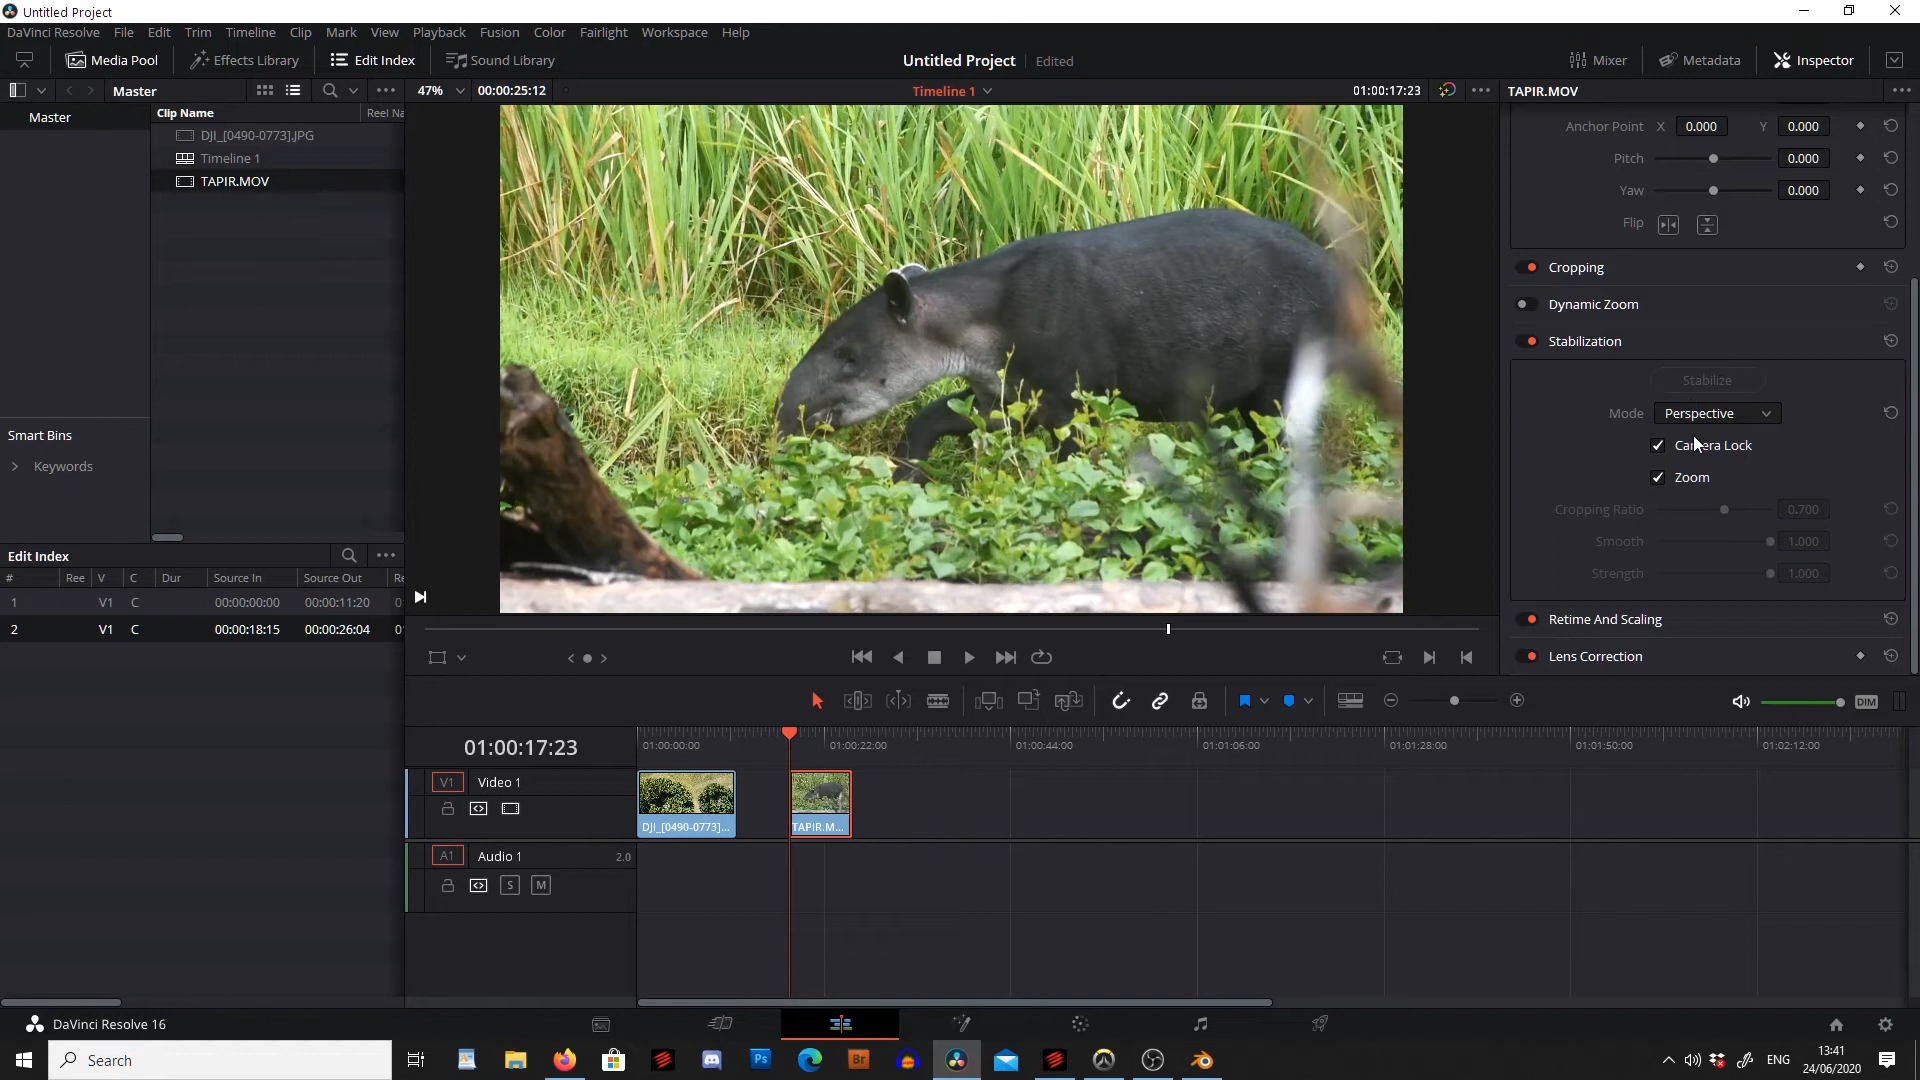 Untitled Project
DaVinci Resolve File Edit Trim Timeline Clip Mark View Playback Fusion Color Fairlight Workspace Help
Media Pool Effects Library Edit Index Sound Library Untitled Project Edited Mixer Metadata Inspector
Master 47% 00:00:25:12 Timeline 1 01:00:17:23 TAPIR.MOV
Master
Clip Name Reel Na
DJI_[0490-0773].JPG
Timeline 1
TAPIR.MOV
Smart Bins
Keywords
Edit Index
# Ree V C Dur Source In Source Out Re
1 V1 C 00:00:00:00 00:00:11:20 0
2 V1 C 00:00:18:15 00:00:26:04 0
Anchor Point X 0.000 Y 0.000
Pitch 0.000
Yaw 0.000
Flip
Cropping
Dynamic Zoom
Stabilization
Stabilize
Mode Perspective
Camera Lock
Zoom
Cropping Ratio 0.700
Smooth 1.000
Strength 1.000
Retime And Scaling
Lens Correction
DIM
01:00:17:23
01:00:00:00 01:00:22:00 01:00:44:00 01:01:06:00 01:01:28:00 01:01:50:00 01:02:12:00
V1 Video 1
DJI_[0490-0773]... TAPIR.M...
A1 Audio 1 2.0
S M
DaVinci Resolve 16
Search
Ps Br
ENG
13:41
24/06/2020